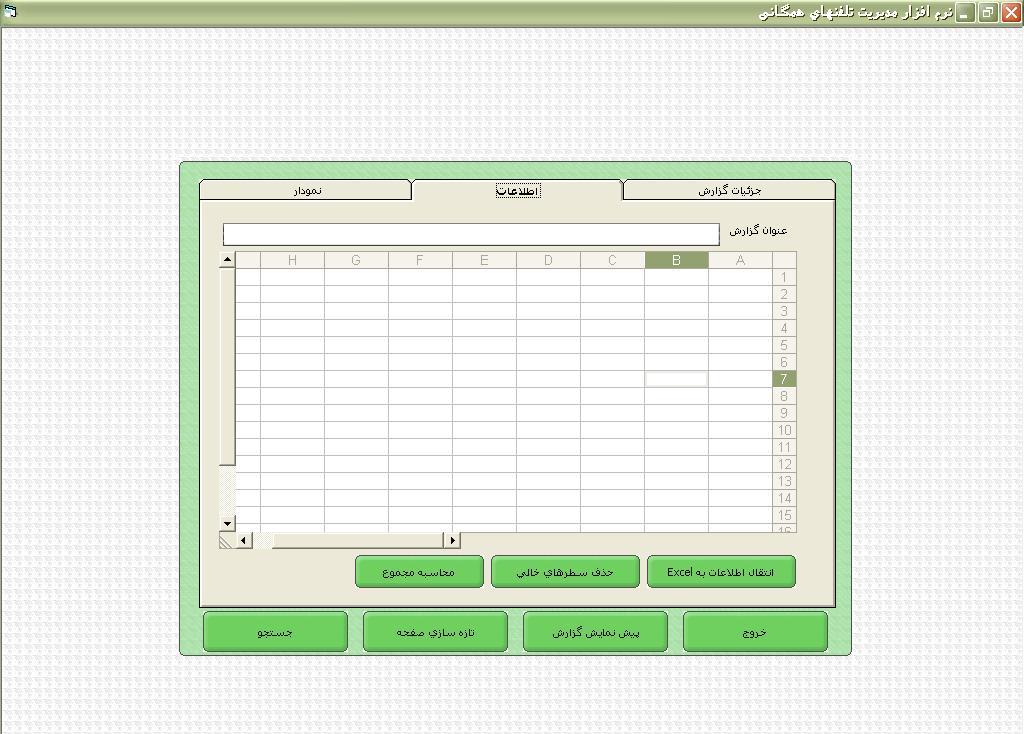 نرم افزار مديريت تلفنهاي همگاني
جزئيات گزارش
اطلاعات
نمودار
عنوان گزارش
A B C D E F G H
1
2
3
4
5
6
7
8
9
10
11
12
13
14
15
16
انتقال اطلاعات به Excel
حذف سطرهاي خالي
محاسبه مجموع
خروج
پيش نمايش گزارش
تازه سازي صفحه
جستجو